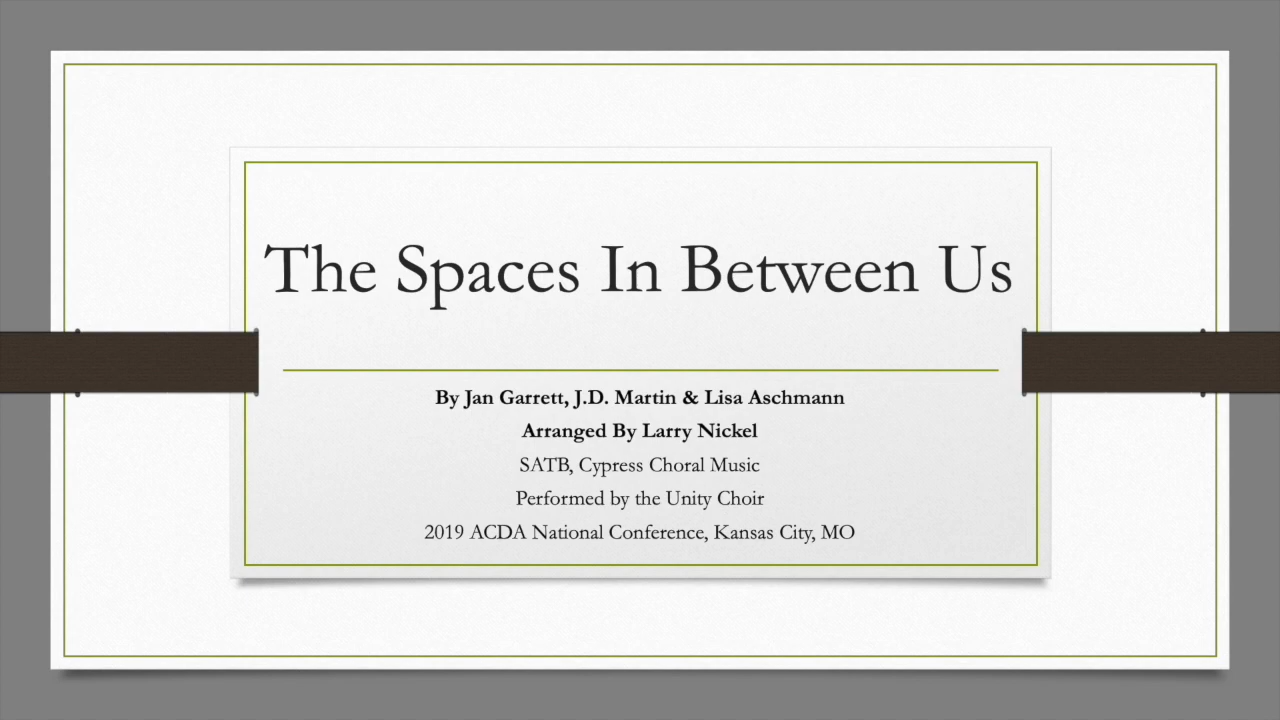 The Spaces In Between Us
By Jan Garrett, J.D. Martin & Lisa Aschmann
Arranged By Larry Nickel
SATB, Cypress Choral Music
Performed by the Unity Choir
2019 ACDA National Conference, Kansas City, MO